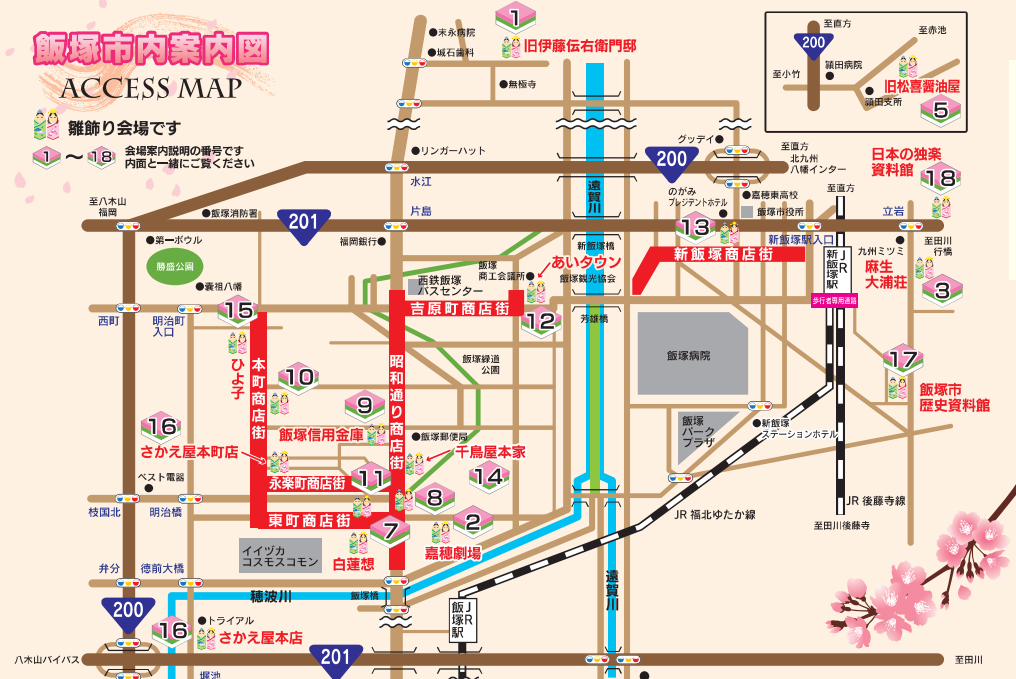 飯塚市内案内図
ACCESS MAP
雛飾り会場です
1～18
会場案内説明の番号です
内面と一緒にご覧ください
1
旧伊藤伝右衛門邸
末永病院
城石歯科
無極寺
リンガーハット
水江
グッデイ
200
至直方
北九州
八幡インター
至直方
200
至赤池
至小竹
頴田病院
旧松喜醤油屋
頴田支所
5
日本の独楽
資料館
18
至八木山
福岡
飯塚消防署
201
片島
福岡銀行
遠賀川
新飯塚橋
のがみ
プレジデントホテル
13
嘉穂東高校
飯塚市役所
新飯塚駅入口
至直方
立岩
至田川
行橋
九州ミツミ
麻生
大浦荘
3
第一ボウル
勝盛公園
嚢祖八幡
西町
明治町
入口
15
ひよ子
本町商店街
西鉄飯塚
バスセンター
飯塚
商工会議所
あいタウン
飯塚観光協会
吉原町商店街
12
芳雄橋
新飯塚商店街
JR
新飯塚駅
歩行者専用通路
飯塚病院
17
飯塚市
歴史資料館
10
9
飯塚信用金庫
昭和通り商店街
飯塚緑道
公園
飯塚郵便局
千鳥屋本家
14
飯塚
パーク
プラザ
新飯塚
ステーションホテル
16
さかえ屋本町店
ベスト電器
永楽町商店街
11
8
枝国北
明治橋
東町商店街
7
2
嘉穂劇場
白蓮想
イイヅカ
コスモスコモン
JR 福北ゆたか線
JR 後藤寺線
至田川後藤寺
弁分
徳前大橋
穂波川
飯塚橋
JR
飯塚駅
遠賀川
200
16
トライアル
さかえ屋本店
八木山バイパス
201
至田川
堀池